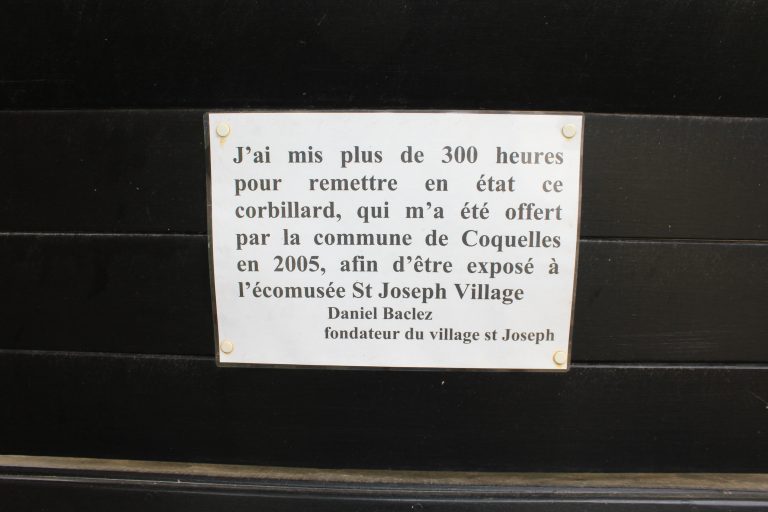 J'ai mis plus de 300 heures
pour remettre en état ce
corbillard, qui m'a été offert
par la commune de Coquelles
en 2005, afin d'être exposé à
l'écomusée St Joseph Village
Daniel Baclez
fondateur du village st Joseph